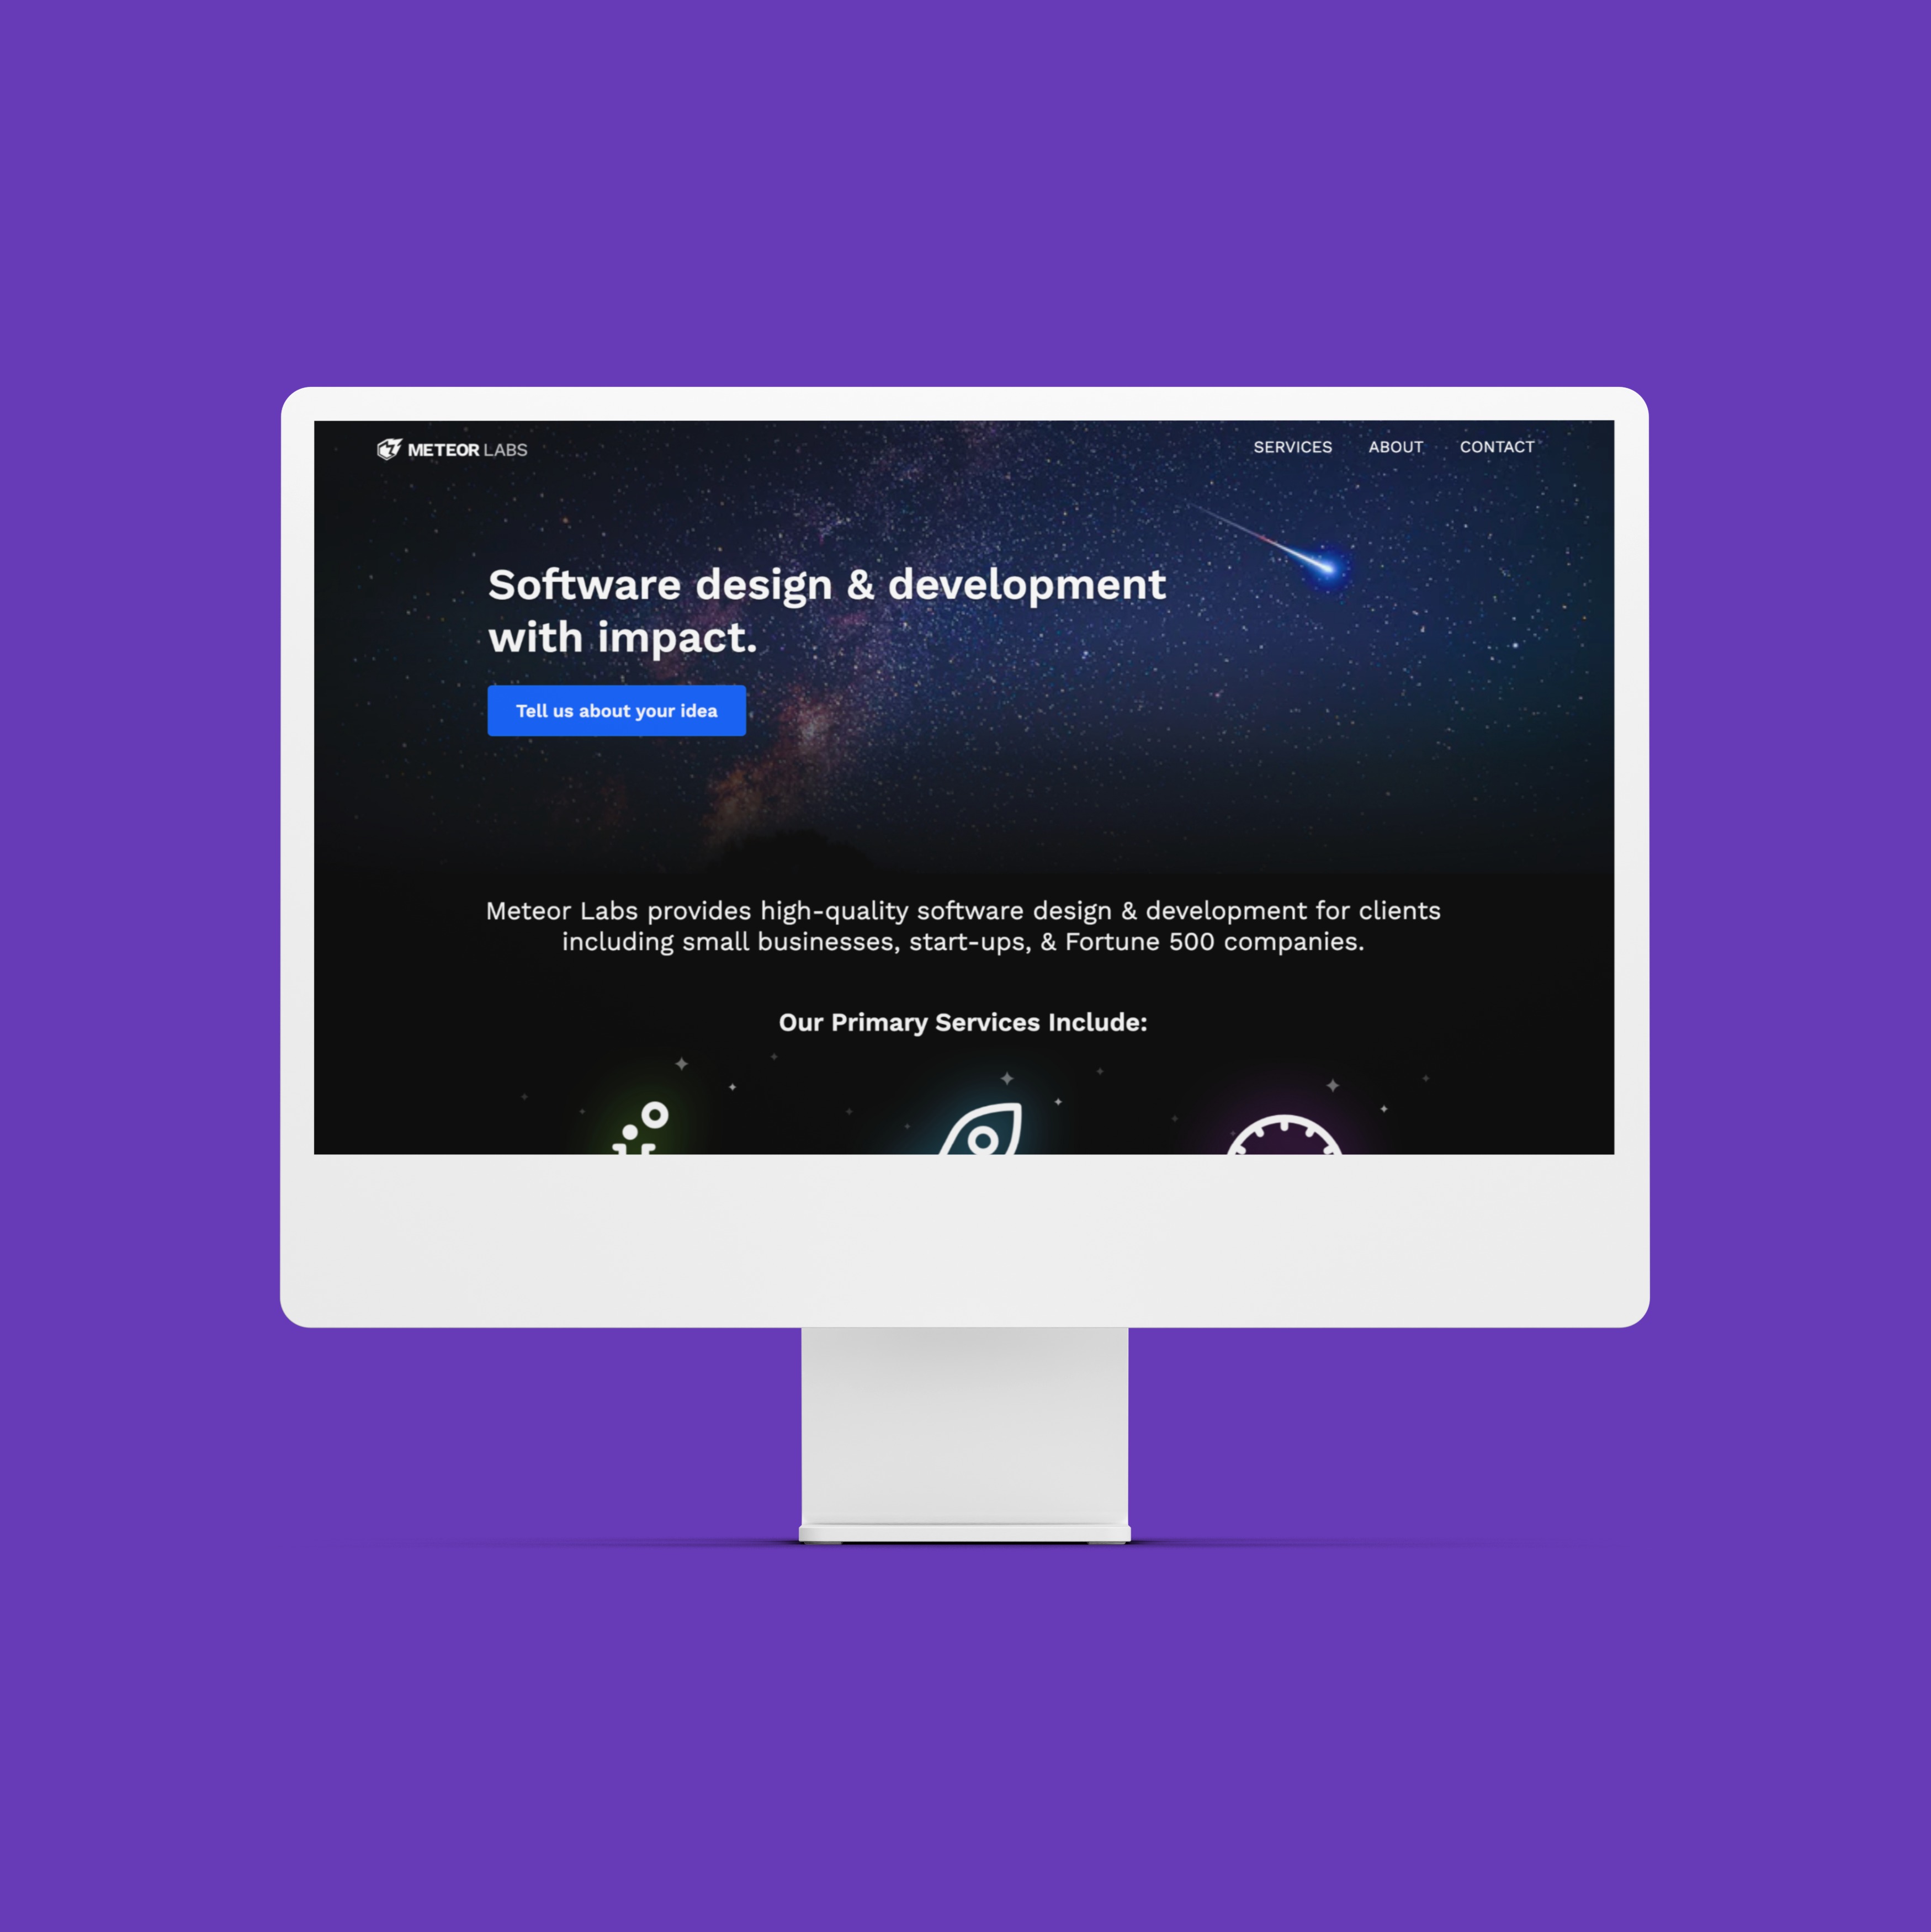 METEOR LABS
SERVICES ABOUT CONTACT
Software design & development
with impact.
Tell us about your idea
Meteor Labs provides high-quality software design & development for clients
including small businesses, start-ups, & Fortune 500 companies.
Our Primary Services Include: